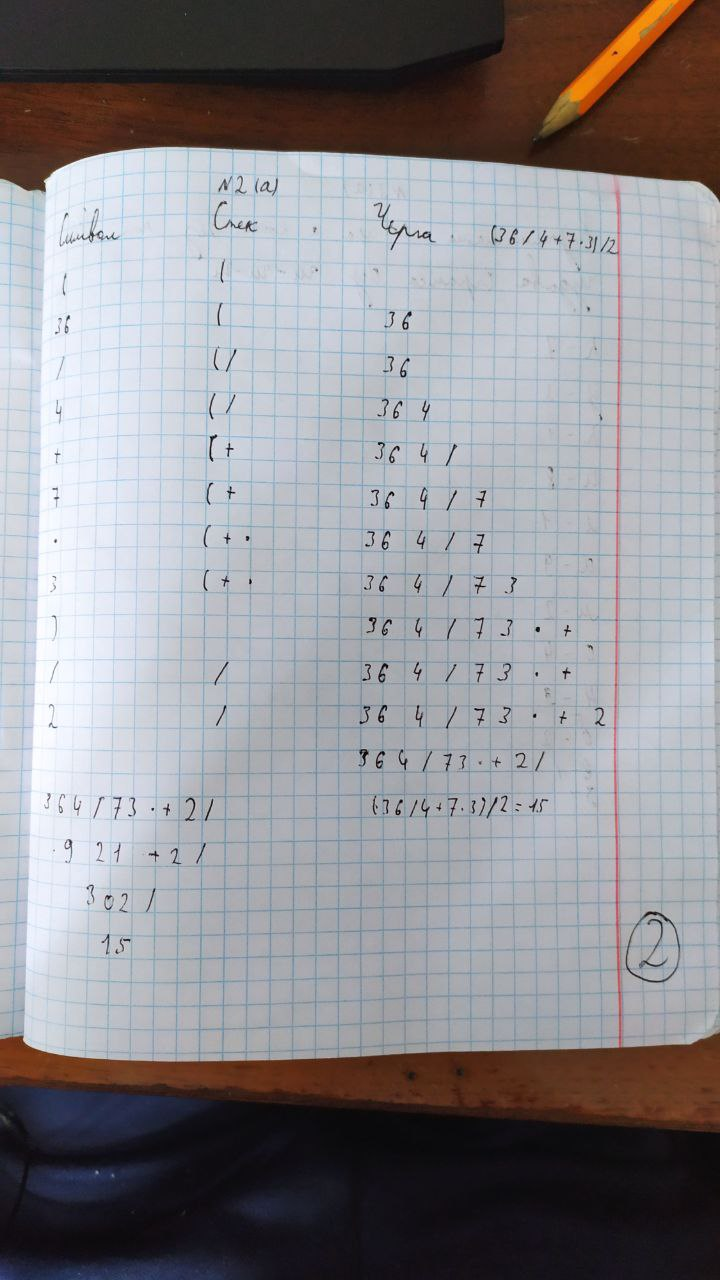 №2 (а)
Символ Стек Черга (36/4+7·3)/2
( (
36 ( 36
/ (/ 36
4 (/ 36 4
+ (+ 36 4 /
7 (+ 36 4 / 7
· (+· 36 4 / 7
3 (+· 36 4 / 7 3
) 36 4 / 7 3 · +
/ / 36 4 / 7 3 · +
2 / 36 4 / 7 3 · + 2
36 4 / 7 3 · + 2 /
36 4 / 7 3 · + 2 / (36/4+7·3)/2=15
9 21 + 2 /
30 2 /
15
2